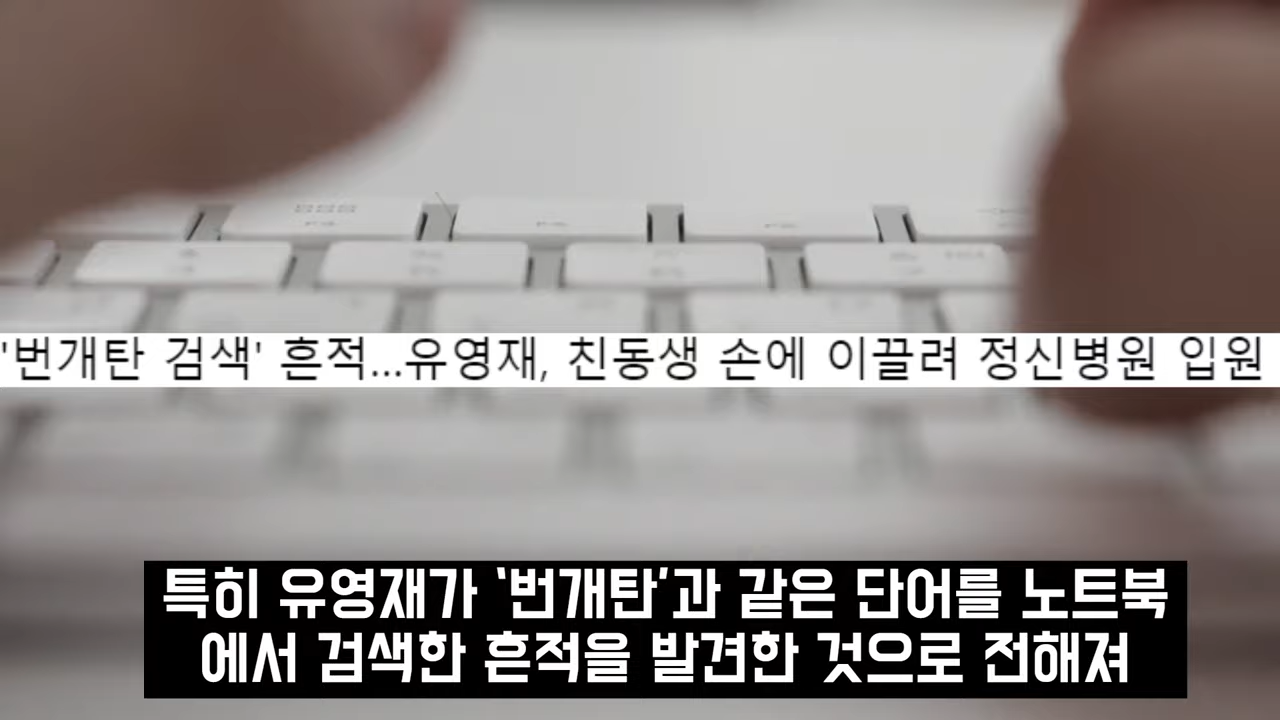 '번개탄 검색' 흔적...유영재, 친동생 손에 이끌려 정신병원 입원
특히 유영재가 '번개탄'과 같은 단어를 노트북
에서 검색한 흔적을 발견한 것으로 전해져